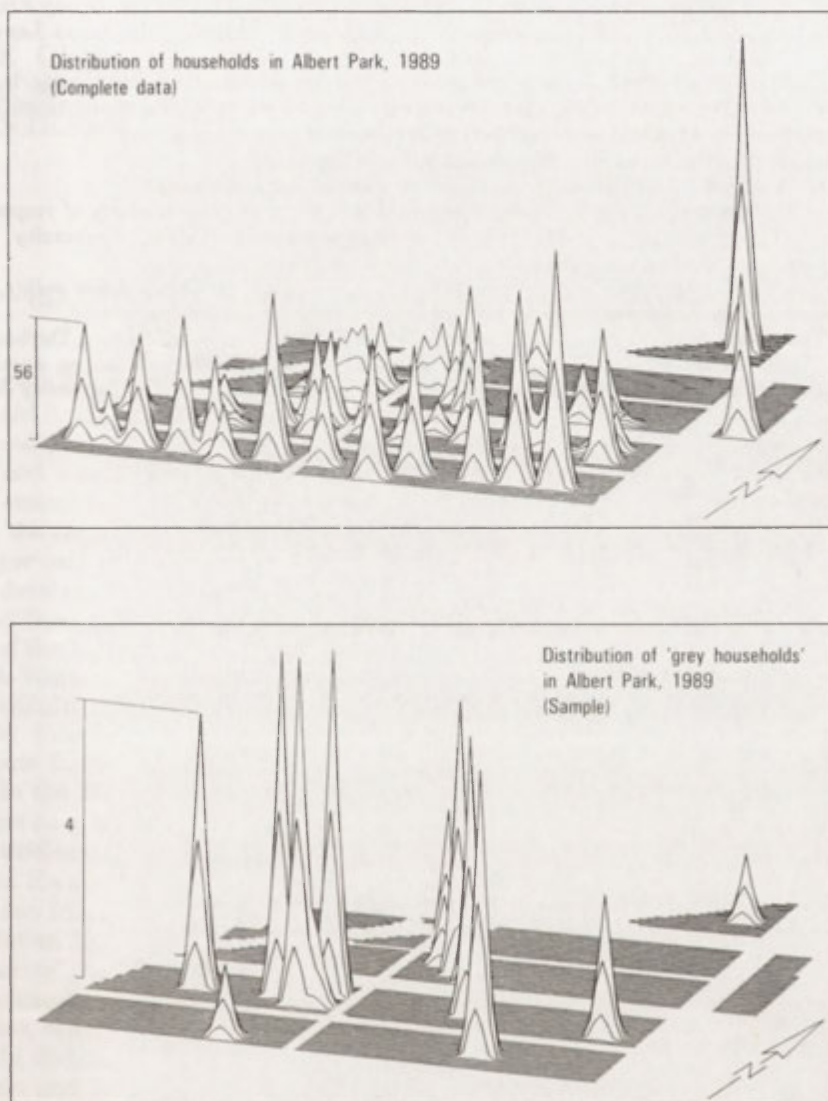 Distribution of households in Albert Park, 1989
(Complete data)
56
Distribution of 'grey households'
in Albert Park, 1989
(Sample)
4